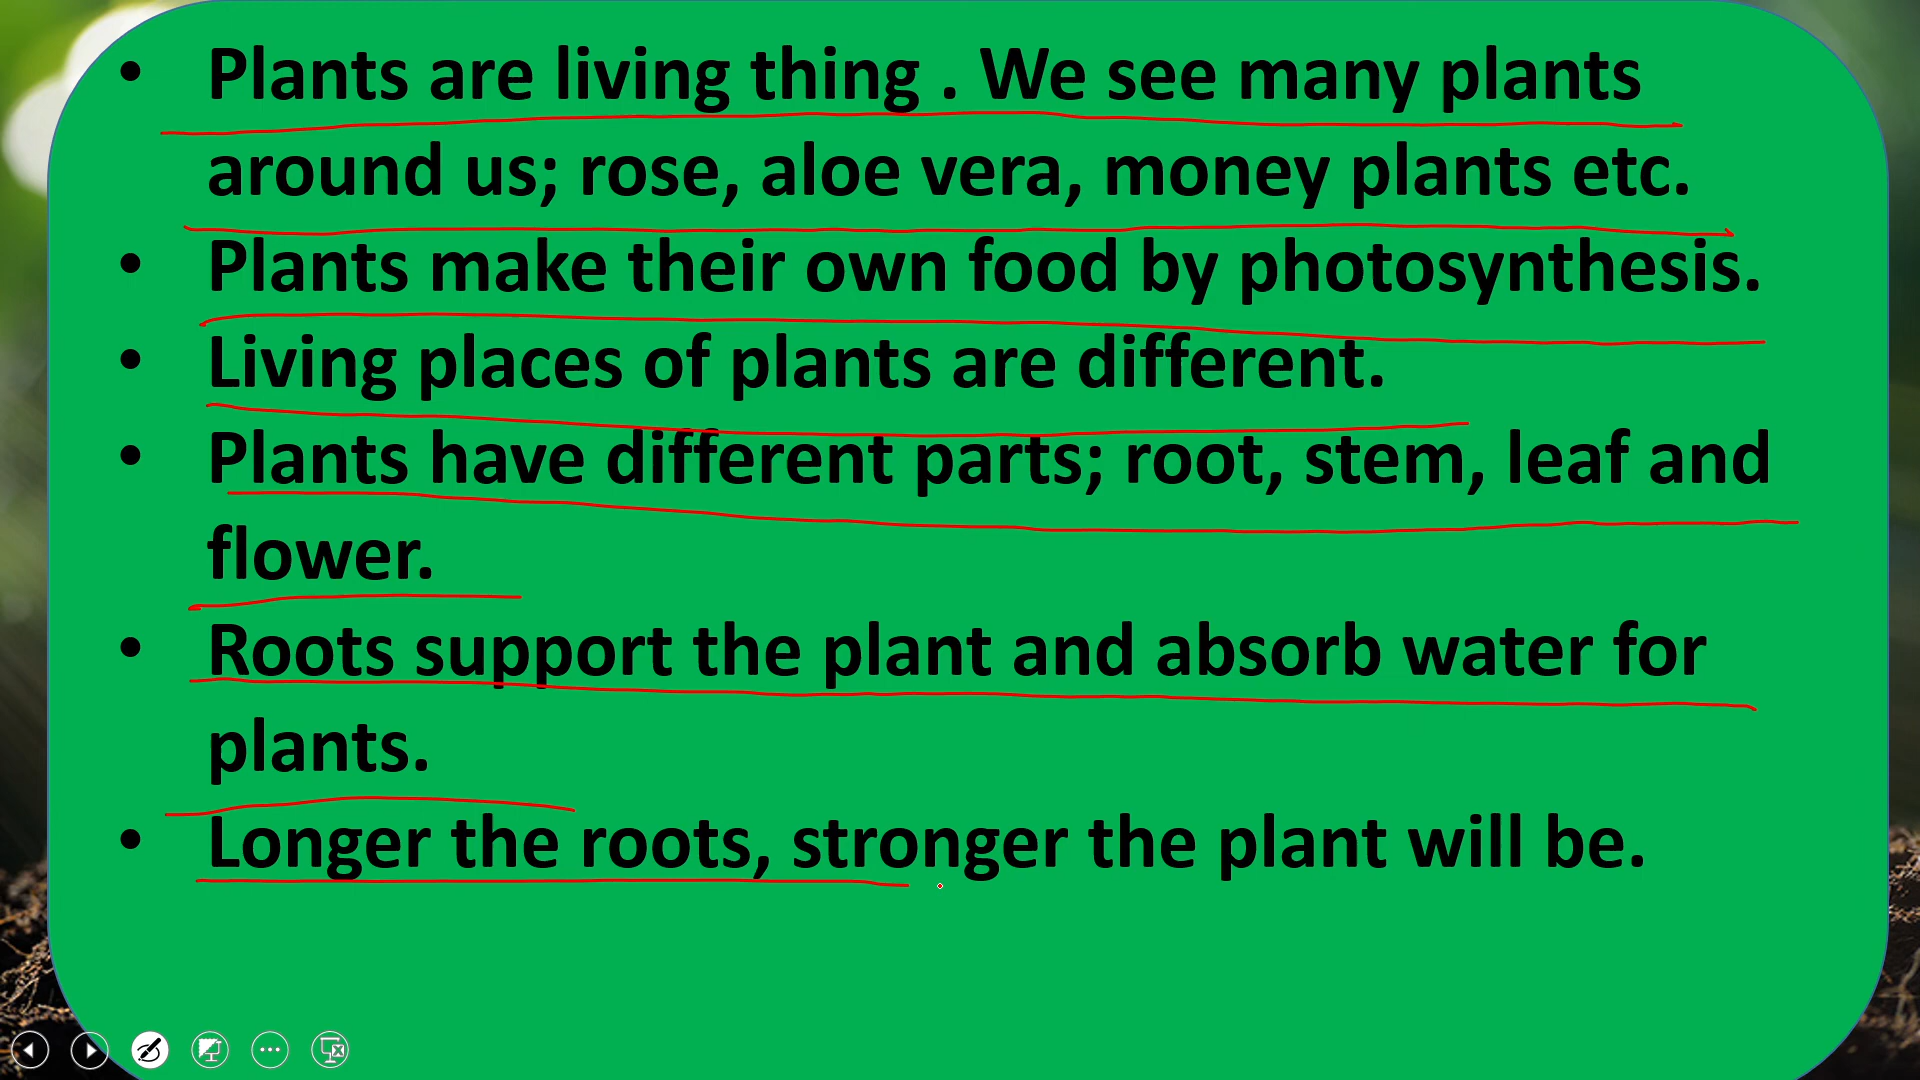 • Plants are living thing . We see many plants
around us; rose, aloe vera, money plants etc.
• Plants make their own food by photosynthesis.
• Living places of plants are different.
• Plants have different parts; root, stem, leaf and
flower.
• Roots support the plant and absorb water for
plants.
• Longer the roots, stronger the plant will be.